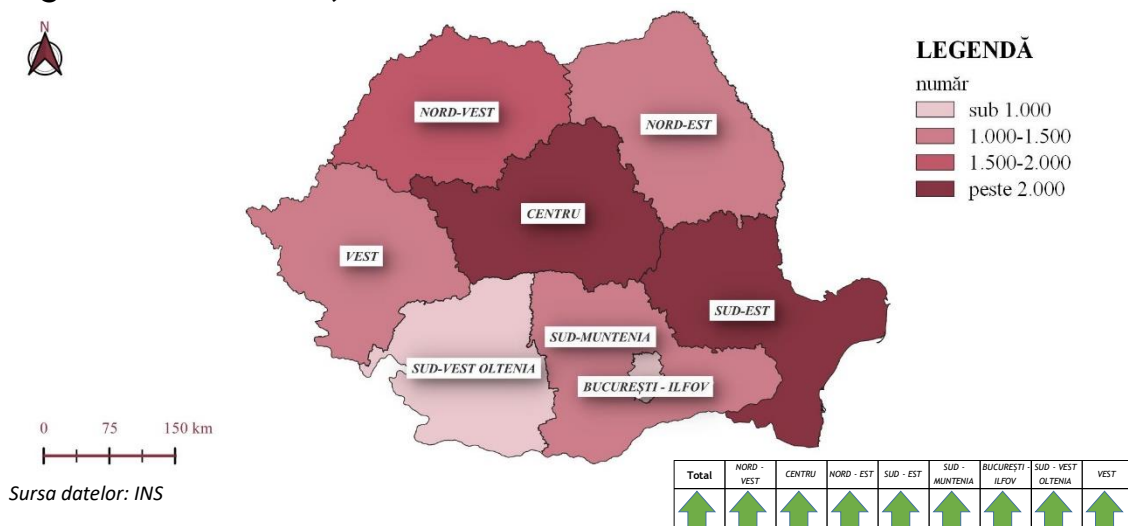 N
LEGENDĂ
număr
sub 1.000
1.000-1.500
1.500-2.000
peste 2.000
NORD-VEST
NORD-EST
CENTRU
VEST
SUD-EST
SUD-MUNTENIA
SUD-VEST OLTENIA
BUCUREȘTI - ILFOV
0 75 150 km
Sursa datelor: INS
Total
NORD - VEST
CENTRU
NORD - EST
SUD - EST
SUD - MUNTENIA
BUCUREȘTI - ILFOV
SUD - VEST OLTENIA
VEST